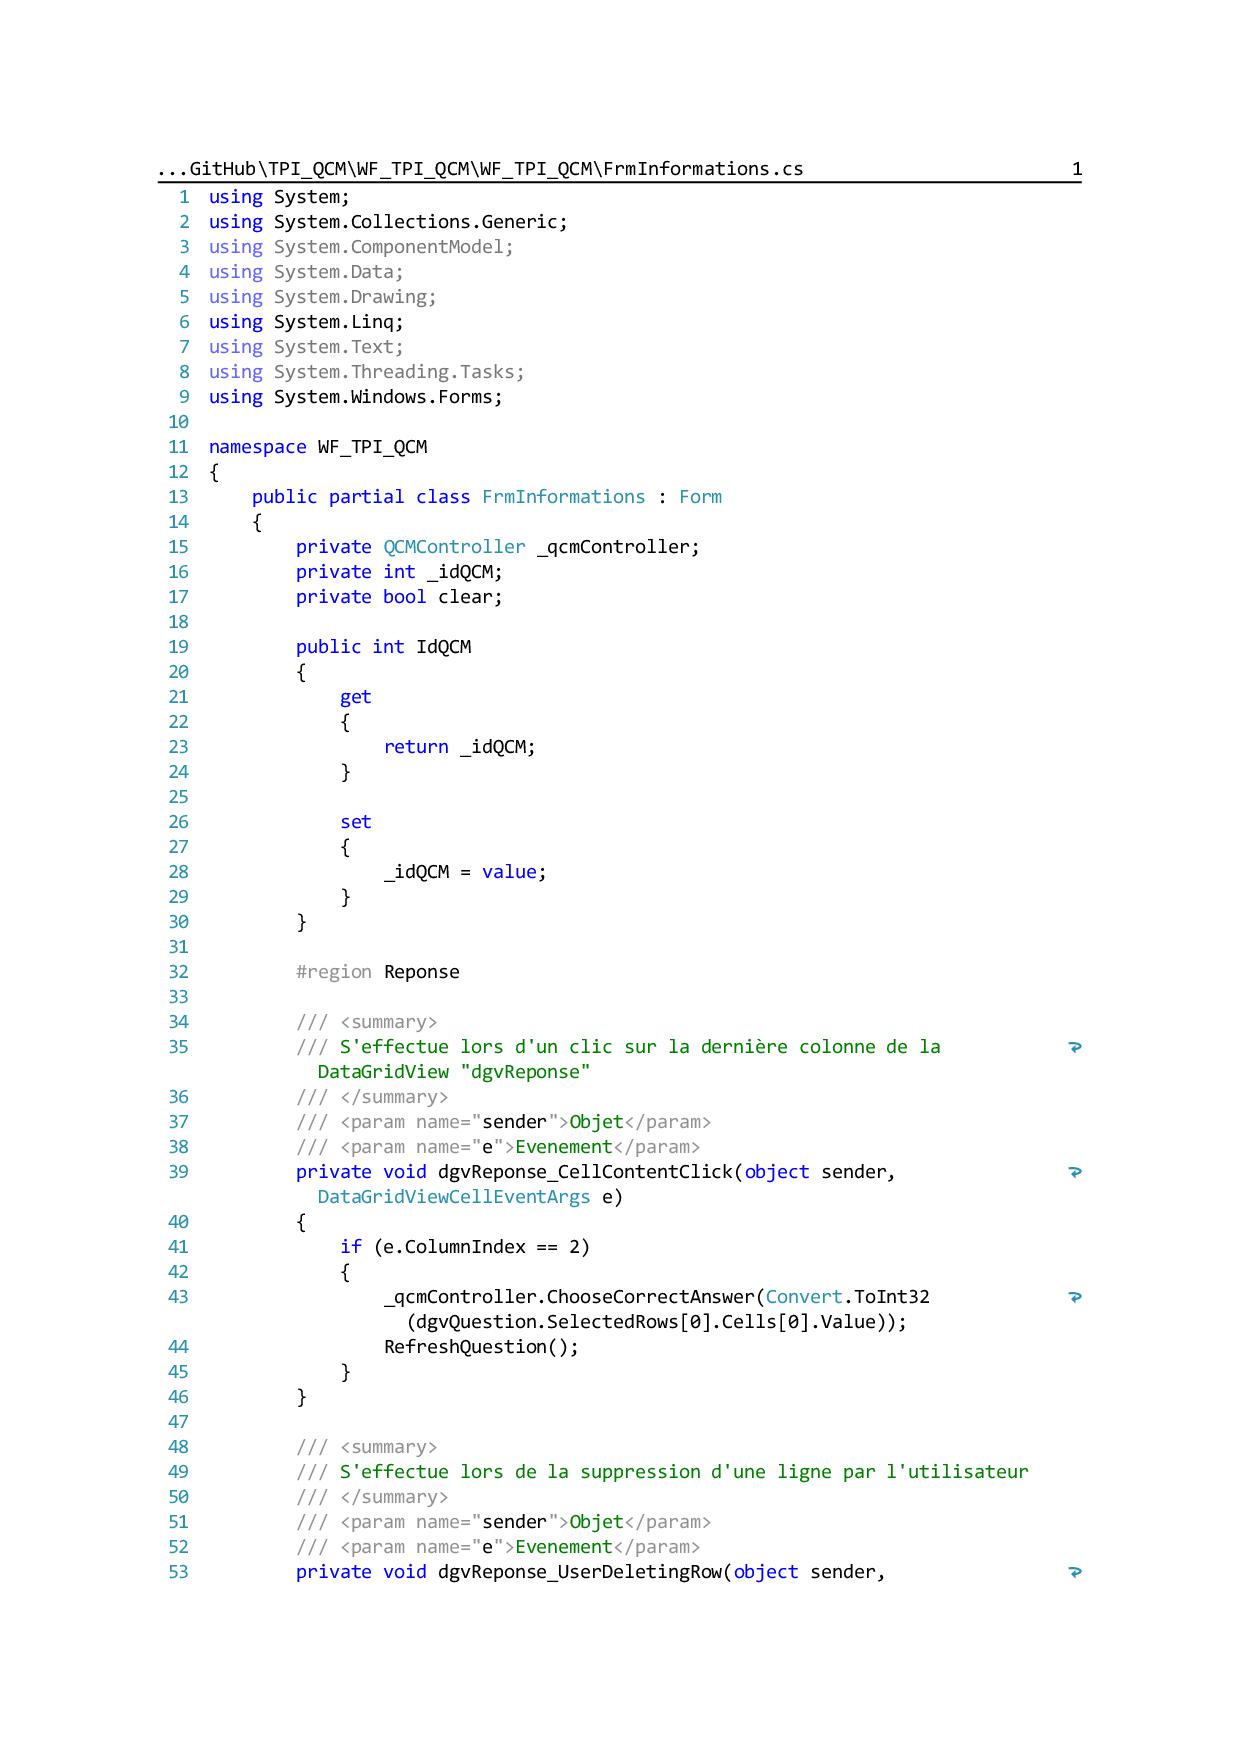 ...GitHub\TPI_QCM\WF_TPI_QCM\WF_TPI_QCM\FrmInformations.cs 1
1 using System;
2 using System.Collections.Generic;
3 using System.ComponentModel;
4 using System.Data;
5 using System.Drawing;
6 using System.Linq;
7 using System.Text;
8 using System.Threading.Tasks;
9 using System.Windows.Forms;
10
11 namespace WF_TPI_QCM
12 {
13 public partial class FrmInformations : Form
14 {
15 private QCMController _qcmController;
16 private int _idQCM;
17 private bool clear;
18
19 public int IdQCM
20 {
21 get
22 {
23 return _idQCM;
24 }
25
26 set
27 {
28 _idQCM = value;
29 }
30 }
31
32 #region Reponse
33
34 /// <summary>
35 /// S'effectue lors d'un clic sur la dernière colonne de la
DataGridView "dgvReponse"
36 /// </summary>
37 /// <param name="sender">Objet</param>
38 /// <param name="e">Evenement</param>
39 private void dgvReponse_CellContentClick(object sender,
DataGridViewCellEventArgs e)
40 {
41 if (e.ColumnIndex == 2)
42 {
43 _qcmController.ChooseCorrectAnswer(Convert.ToInt32
(dgvQuestion.SelectedRows[0].Cells[0].Value));
44 RefreshQuestion();
45 }
46 }
47
48 /// <summary>
49 /// S'effectue lors de la suppression d'une ligne par l'utilisateur
50 /// </summary>
51 /// <param name="sender">Objet</param>
52 /// <param name="e">Evenement</param>
53 private void dgvReponse_UserDeletingRow(object sender,